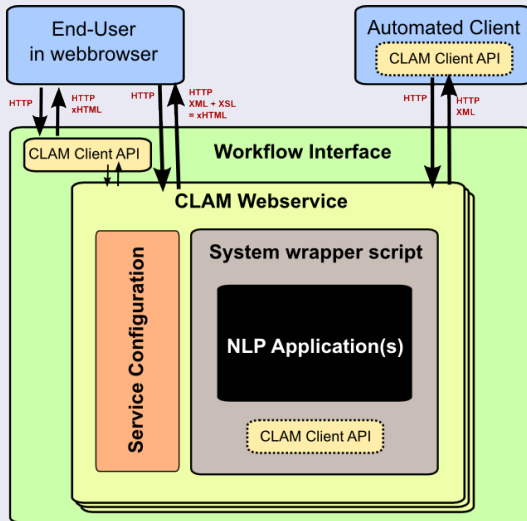 End-User
in webbrowser
Automated Client
CLAM Client API
HTTP
HTTP
xHTML
HTTP
HTTP
XML + XSL
= xHTML
HTTP
HTTP
XML
CLAM Client API
Workflow Interface
CLAM Webservice
Service Configuration
System wrapper script
NLP Application(s)
CLAM Client API